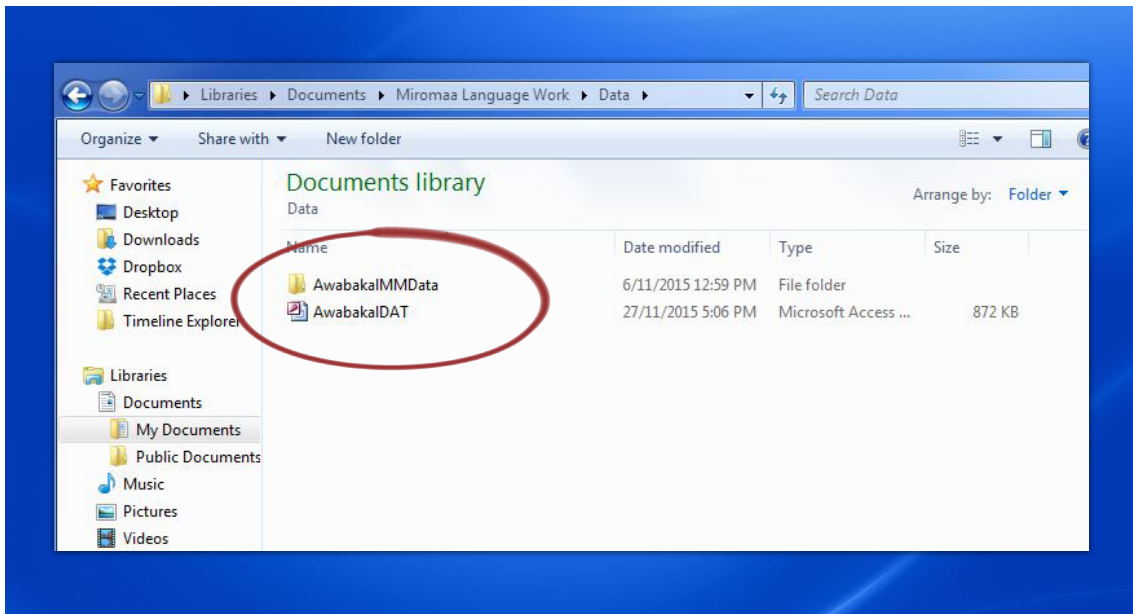 Libraries ▸ Documents ▸ Miromaa Language Work ▸ Data ▸ Search Data
Organize Share with New folder
Favorites
Desktop
Downloads
Dropbox
Recent Places
Timeline Explorer
Libraries
Documents
My Documents
Public Documents
Music
Pictures
Videos
Documents library
Data
Arrange by: Folder
Name Date modified Type Size
AwabakalMMData 6/11/2015 12:59 PM File folder
AwabakalDAT 27/11/2015 5:06 PM Microsoft Access ... 872 KB